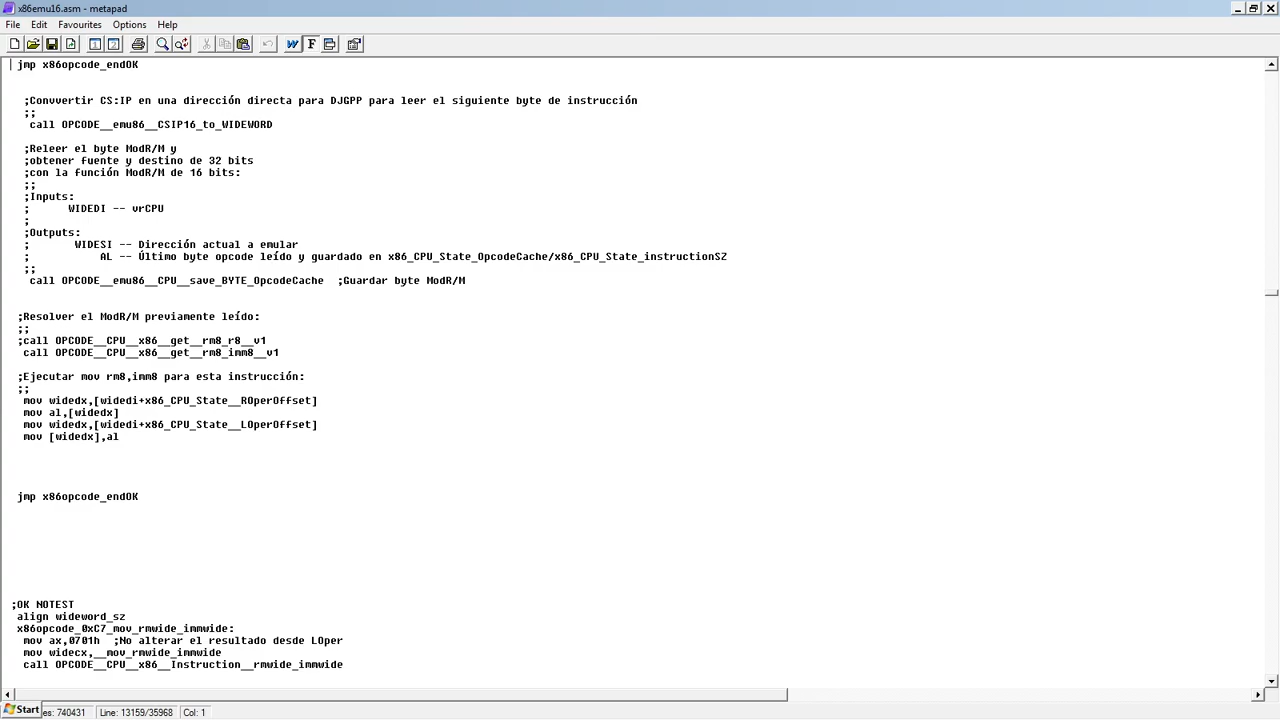 x86emu16.asm - metapad
File Edit Favourites Options Help
jmp x86opcode_endOK
;Convvertir CS:IP en una dirección directa para DJGPP para leer el siguiente byte de instrucción
;;
call OPCODE__emu86__CSIP16_to_WIDEWORD
;Releer el byte ModR/M y
;obtener fuente y destino de 32 bits
;con la función ModR/M de 16 bits:
;;
;Inputs:
; WIDEDI -- vrCPU
;
;Outputs:
; WIDESI -- Dirección actual a emular
; AL -- Último byte opcode leído y guardado en x86_CPU_State_OpcodeCache/x86_CPU_State_instructionSZ
;;
call OPCODE__emu86__CPU__save_BYTE_OpcodeCache ;Guardar byte ModR/M
;Resolver el ModR/M previamente leído:
;;
;call OPCODE__CPU__x86__get__rm8_r8__v1
call OPCODE__CPU__x86__get__rm8_imm8__v1
;Ejecutar mov rm8,imm8 para esta instrucción:
;;
mov widedx,[widedi+x86_CPU_State__ROperOffset]
mov al,[widedx]
mov widedx,[widedi+x86_CPU_State__LOperOffset]
mov [widedx],al
jmp x86opcode_endOK
;OK NOTEST
align wideword_sz
x86opcode_0xC7_mov_rmwide_immwide:
mov ax,0701h ;No alterar el resultado desde LOper
mov widecx,__mov_rmwide_immwide
call OPCODE__CPU__x86__Instruction__rmwide_immwide
Start es: 740431 Line: 13159/35968 Col: 1